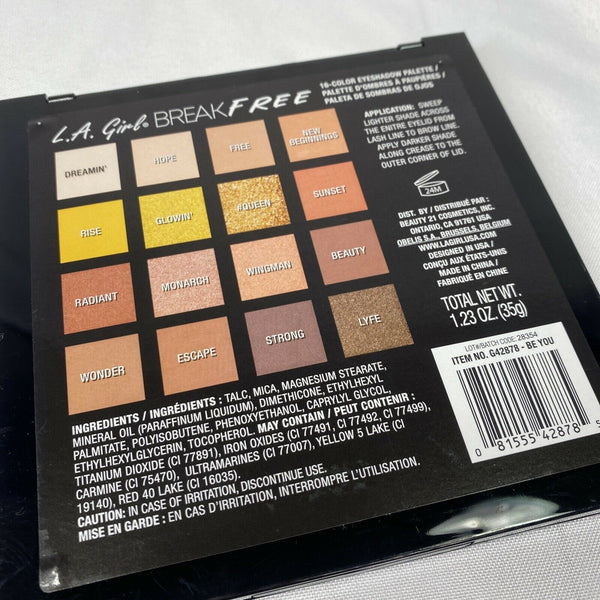 L.A. Girl® BREAKFREE
16-COLOR EYESHADOW PALETTE /
PALETTE D'OMBRES À PAUPIÈRES /
PALETA DE SOMBRAS DE OJOS
DREAMIN'
HOPE
FREE
NEW
BEGINNINGS
RISE
GLOWIN'
#QUEEN
SUNSET
RADIANT
MONARCH
WINGMAN
BEAUTY
WONDER
ESCAPE
STRONG
LYFE
APPLICATION: SWEEP
LIGHTER SHADE ACROSS
THE ENTIRE EYELID FROM
LASH LINE TO BROW LINE.
APPLY DARKER SHADE
ALONG CREASE TO THE
OUTER CORNER OF LID.
24M
DIST. BY / DISTRIBUÉ PAR :
BEAUTY 21 COSMETICS, INC.
ONTARIO, CA 91761 USA
OBELIS S.A., BRUSSELS, BELGIUM
WWW.LAGIRLUSA.COM
DESIGNED IN USA /
CONÇU AUX ÉTATS-UNIS
MADE IN CHINA /
FABRIQUÉ EN CHINE
TOTAL NET WT.
1.23 OZ. (35g)
LOT#/BATCH CODE: 28354
ITEM NO. G42878 - BE YOU
0 81555 42878 5
INGREDIENTS / INGRÉDIENTS : TALC, MICA, MAGNESIUM STEARATE,
MINERAL OIL (PARAFFINUM LIQUIDUM), DIMETHICONE, ETHYLHEXYL
PALMITATE, POLYISOBUTENE, PHENOXYETHANOL, CAPRYLYL GLYCOL,
ETHYLHEXYLGLYCERIN, TOCOPHEROL. MAY CONTAIN / PEUT CONTENIR :
TITANIUM DIOXIDE (CI 77891), IRON OXIDES (CI 77491, CI 77492, CI 77499),
CARMINE (CI 75470), ULTRAMARINES (CI 77007), YELLOW 5 LAKE (CI
19140), RED 40 LAKE (CI 16035).
CAUTION: IN CASE OF IRRITATION, DISCONTINUE USE.
MISE EN GARDE : EN CAS D'IRRITATION, INTERROMPRE L'UTILISATION.